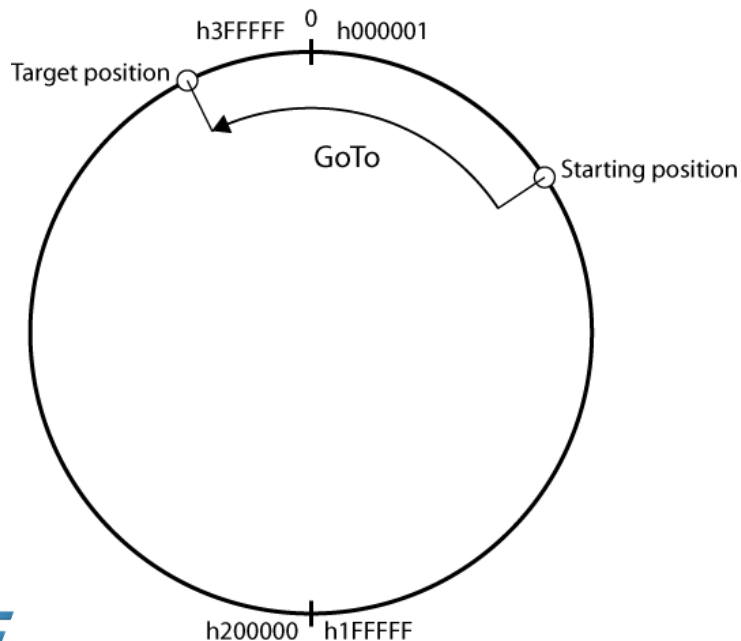 0
h3FFFFF h000001
Target position
GoTo
Starting position
h200000 h1FFFFF